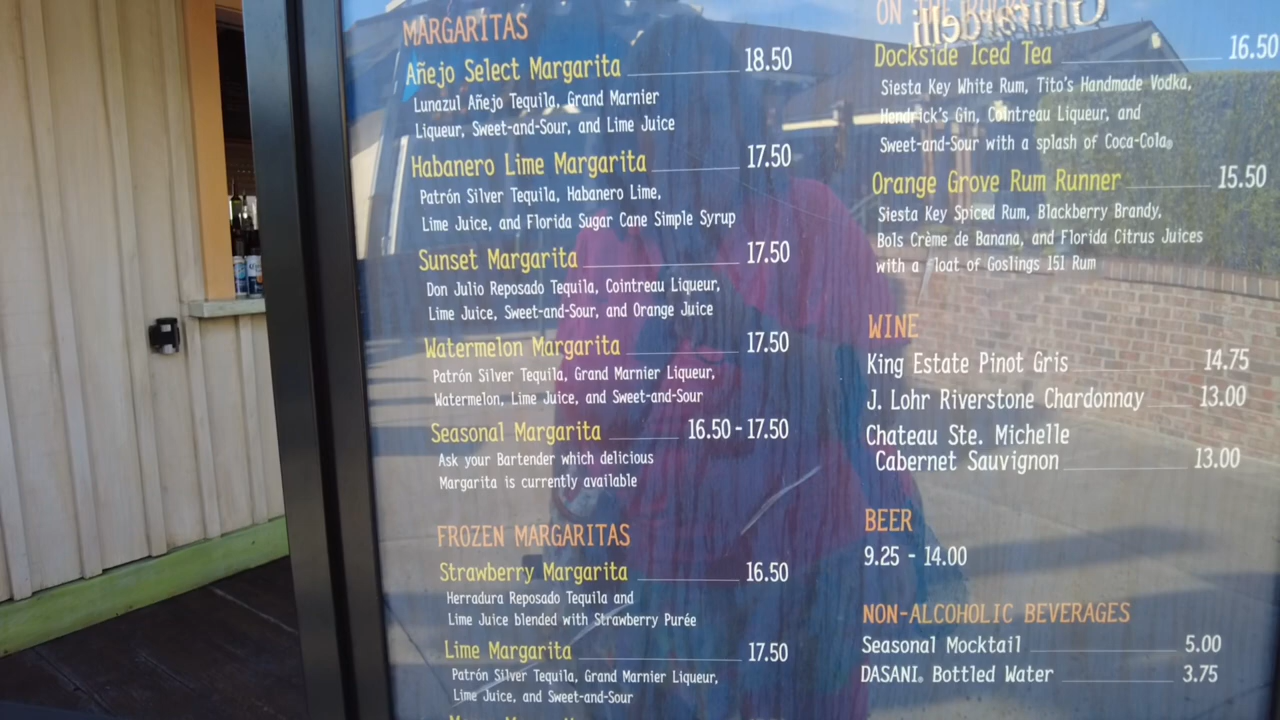 MARGARITAS
Añejo Select Margarita 18.50
Lunazul Añejo Tequila, Grand Marnier
Liqueur, Sweet-and-Sour, and Lime Juice
Habanero Lime Margarita 17.50
Patrón Silver Tequila, Habanero Lime,
Lime Juice, and Florida Sugar Cane Simple Syrup
Sunset Margarita 17.50
Don Julio Reposado Tequila, Cointreau Liqueur,
Lime Juice, Sweet-and-Sour, and Orange Juice
Watermelon Margarita 17.50
Patrón Silver Tequila, Grand Marnier Liqueur,
Watermelon, Lime Juice, and Sweet-and-Sour
Seasonal Margarita 16.50 - 17.50
Ask your Bartender which delicious
Margarita is currently available
FROZEN MARGARITAS
Strawberry Margarita 16.50
Herradura Reposado Tequila and
Lime Juice blended with Strawberry Purée
Lime Margarita 17.50
Patrón Silver Tequila, Grand Marnier Liqueur,
Lime Juice, and Sweet-and-Sour
ON THE ROCKS
Ghirardelli
Dockside Iced Tea 16.50
Siesta Key White Rum, Tito's Handmade Vodka,
Hendrick's Gin, Cointreau Liqueur, and
Sweet-and-Sour with a splash of Coca-Cola®
Orange Grove Rum Runner 15.50
Siesta Key Spiced Rum, Blackberry Brandy,
Bols Crème de Banana, and Florida Citrus Juices
with a float of Goslings 151 Rum
WINE
King Estate Pinot Gris 14.75
J. Lohr Riverstone Chardonnay 13.00
Chateau Ste. Michelle
Cabernet Sauvignon 13.00
BEER
9.25 - 14.00
NON-ALCOHOLIC BEVERAGES
Seasonal Mocktail 5.00
DASANI® Bottled Water 3.75